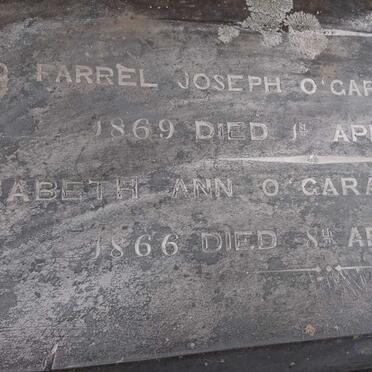 FARREL JOSEPH O'GAR
1869 DIED 1ST APR
ABETH ANN O'GARA
1866 DIED 8TH AP